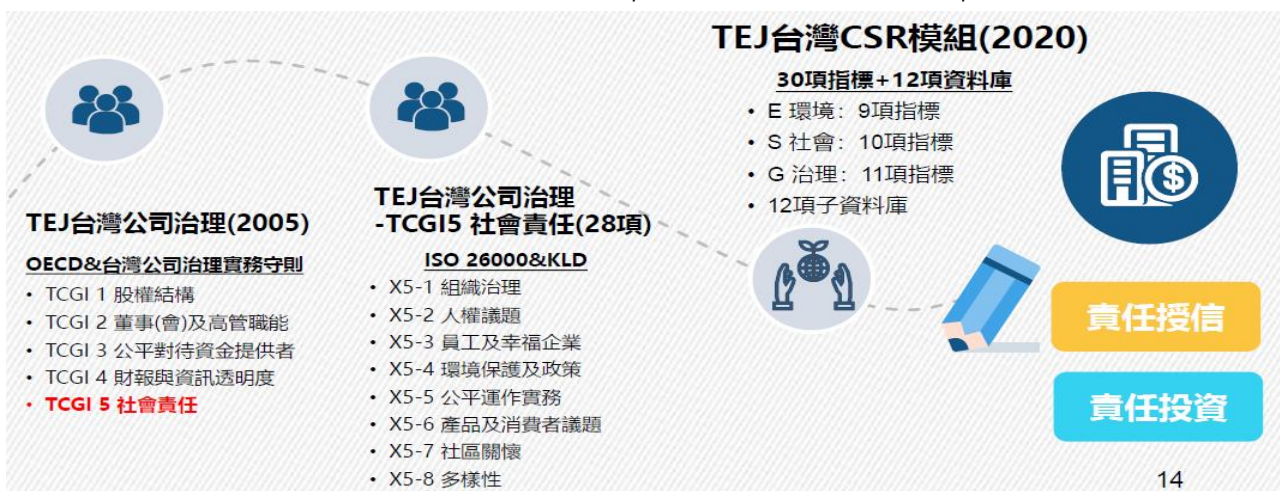 TEJ台灣公司治理(2005)
OECD&台灣公司治理實務守則
• TCGI 1 股權結構
• TCGI 2 董事(會)及高管職能
• TCGI 3 公平對待資金提供者
• TCGI 4 財報與資訊透明度
• TCGI 5 社會責任
TEJ台灣公司治理
-TCGI5 社會責任(28項)
ISO 26000&KLD
• X5-1 組織治理
• X5-2 人權議題
• X5-3 員工及幸福企業
• X5-4 環境保護及政策
• X5-5 公平運作實務
• X5-6 產品及消費者議題
• X5-7 社區關懷
• X5-8 多樣性
TEJ台灣CSR模組(2020)
30項指標+12項資料庫
• E 環境：9項指標
• S 社會：10項指標
• G 治理：11項指標
• 12項子資料庫
$
責任授信
責任投資
14